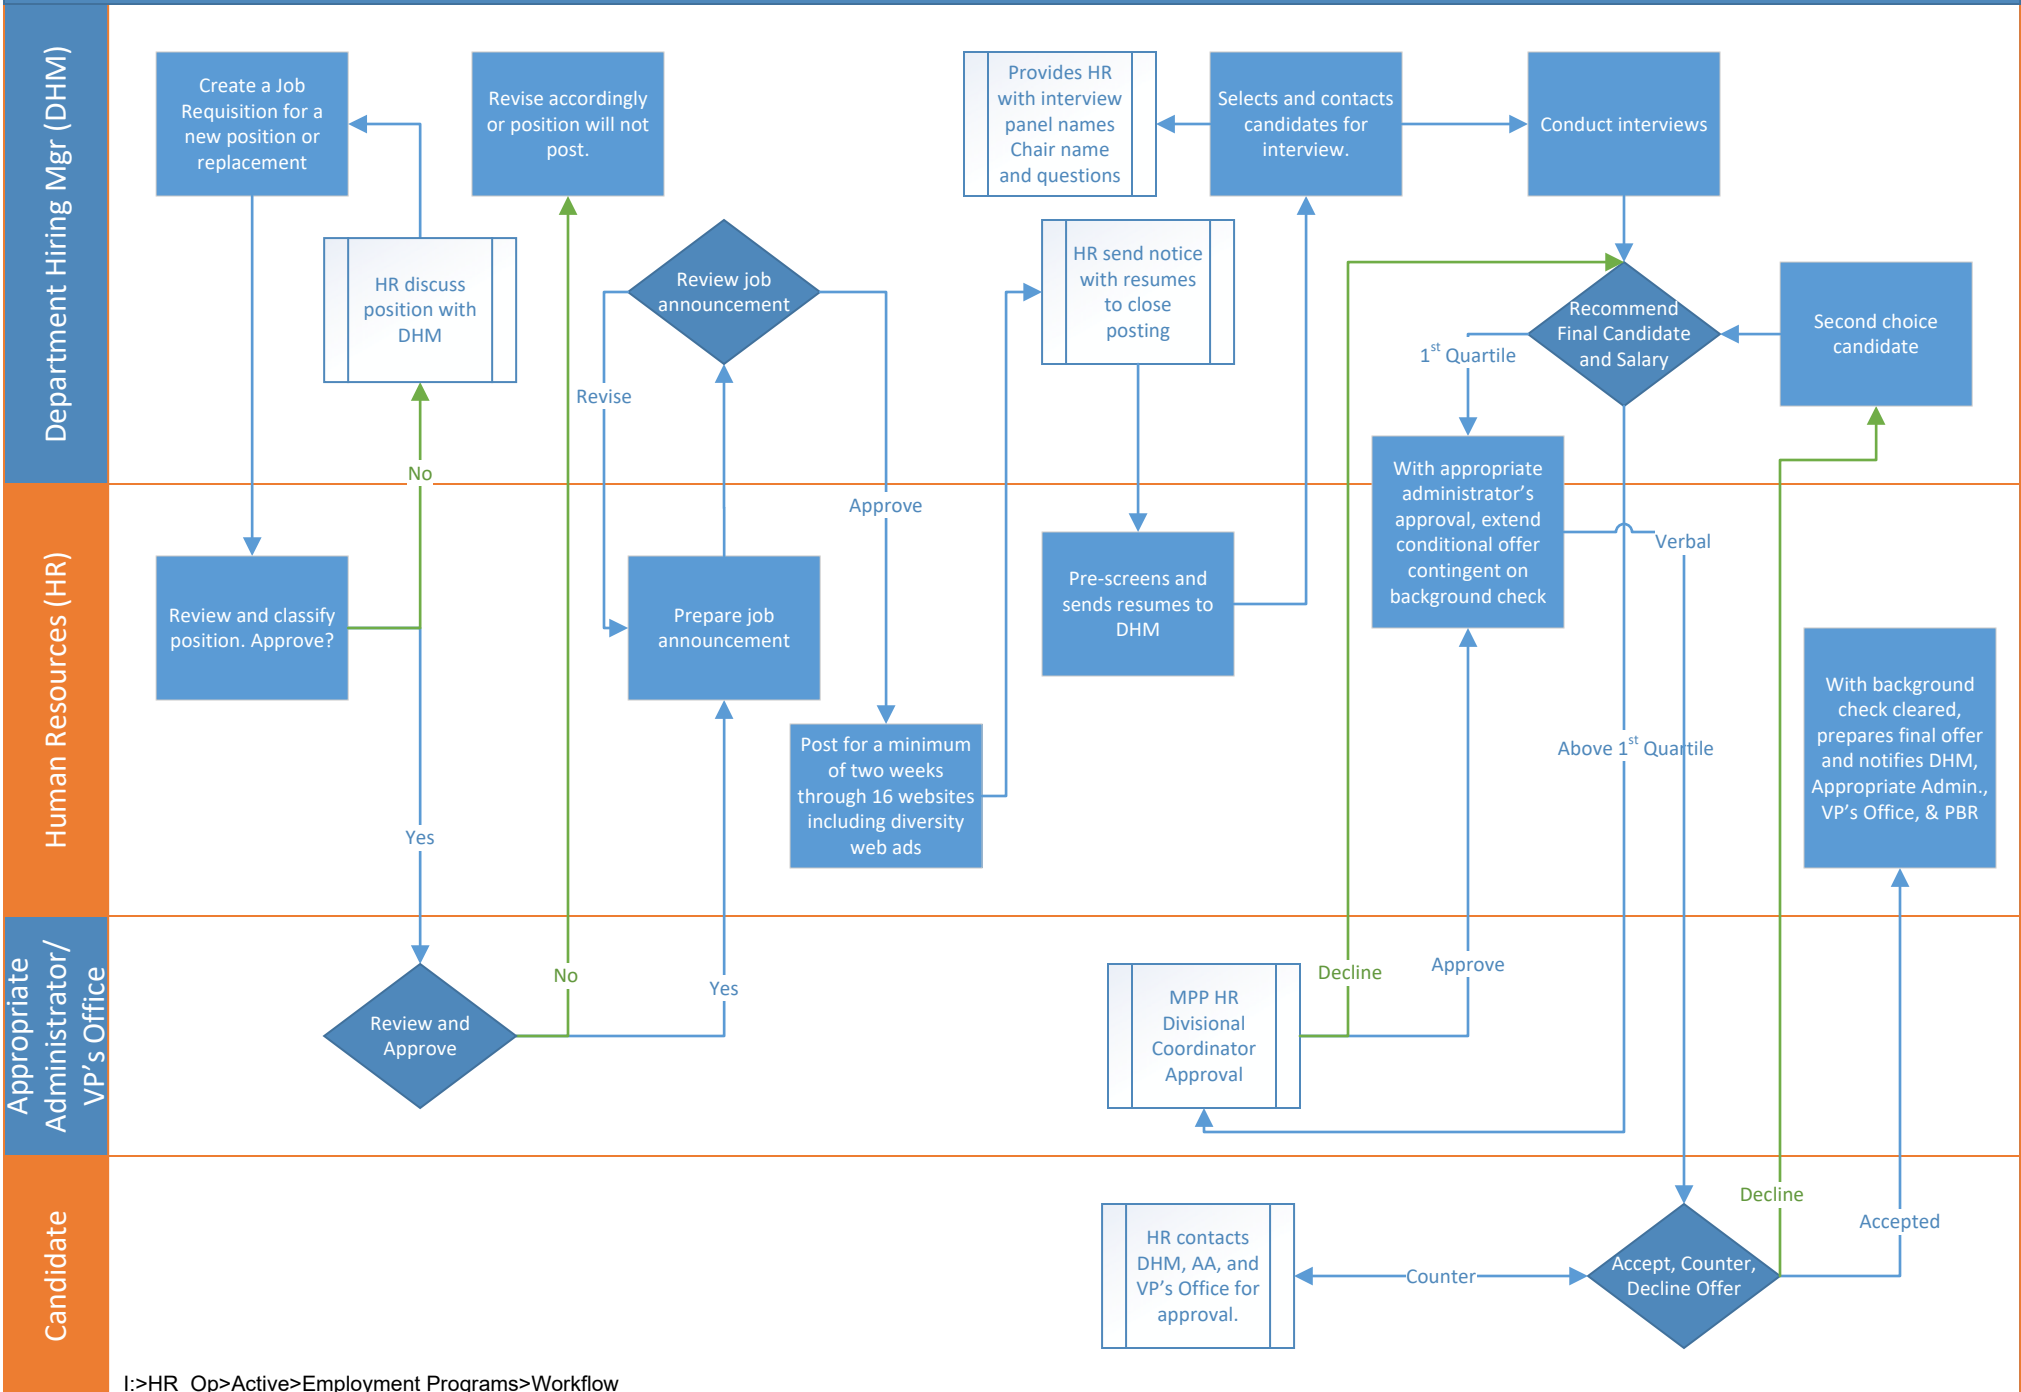 Department Hiring Mgr (DHM)
Create a Job
Requisition for a
new position or
replacement
Revise accordingly
or position will not
post.
Provides HR
with interview
panel names
Chair name
and questions
Selects and contacts
candidates for
interview.
Conduct interviews
HR discuss
position with
DHM
Review job
announcement
HR send notice
with resumes
to close
posting
Recommend
Final Candidate
and Salary
Second choice
candidate
1st Quartile
Revise
No
Approve
With appropriate
administrator's
approval, extend
conditional offer
contingent on
background check
Verbal
Human Resources (HR)
Review and classify
position. Approve?
Prepare job
announcement
Pre-screens and
sends resumes to
DHM
Post for a minimum
of two weeks
through 16 websites
including diversity
web ads
Above 1st Quartile
With background
check cleared,
prepares final offer
and notifies DHM,
Appropriate Admin.,
VP's Office, & PBR
Yes
Appropriate
Administrator/
VP's Office
Review and
Approve
No
Yes
MPP HR
Divisional
Coordinator
Approval
Decline
Approve
Candidate
HR contacts
DHM, AA, and
VP's Office for
approval.
Counter
Accept, Counter,
Decline Offer
Decline
Accepted
I:>HR_Op>Active>Employment Programs>Workflow